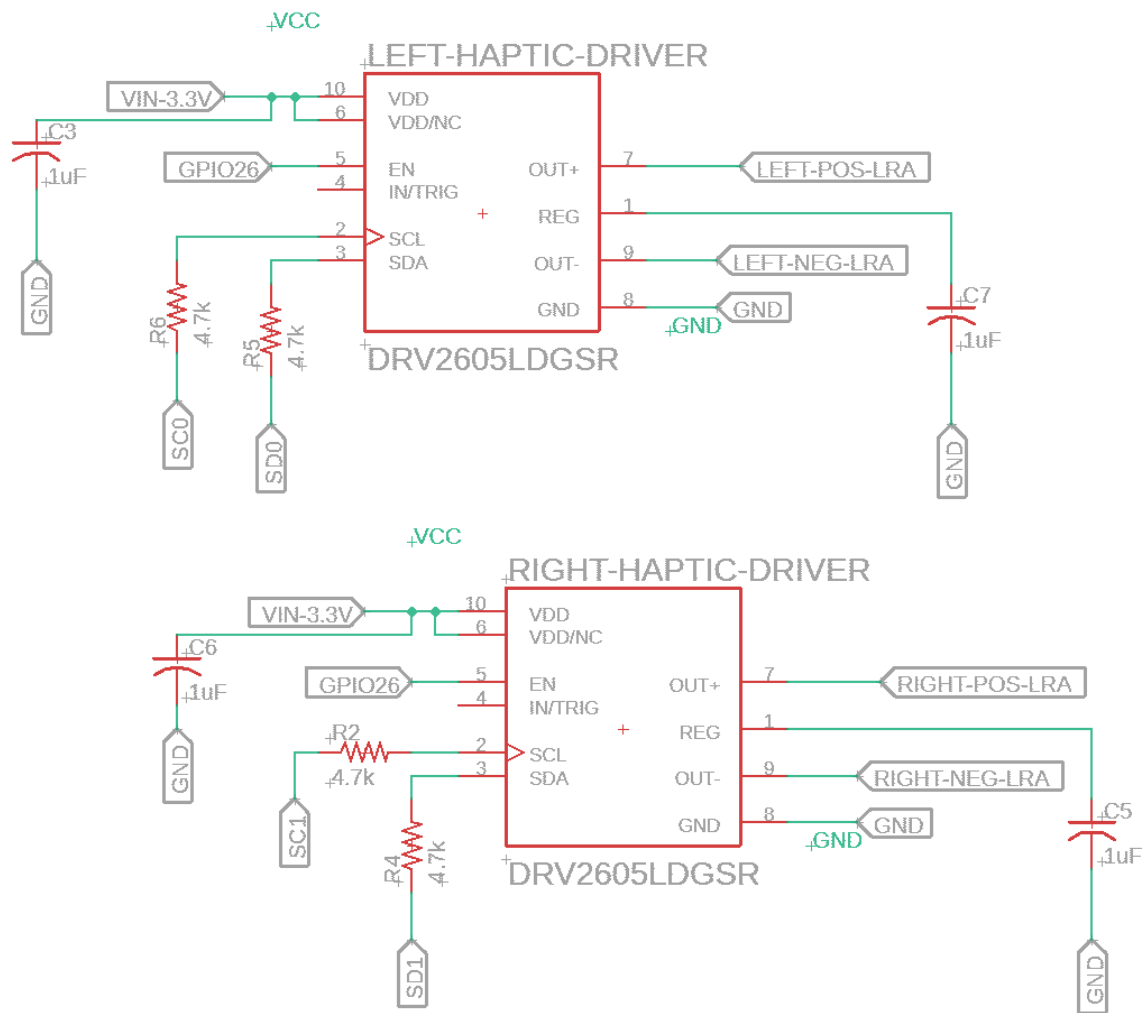 VCC
LEFT-HAPTIC-DRIVER
VIN-3.3V
10
VDD
6
VDD/NC
C3
1uF
GPIO26
5
EN
4
IN/TRIG
2
SCL
3
SDA
OUT+
7
LEFT-POS-LRA
REG
1
OUT-
9
LEFT-NEG-LRA
GND
8
GND
GND
DRV2605LDGSR
GND
R6
4.7k
R5
4.7k
SC0
SD0
C7
1uF
GND
VCC
RIGHT-HAPTIC-DRIVER
VIN-3.3V
10
VDD
6
VDD/NC
C6
1uF
GPIO26
5
EN
4
IN/TRIG
R2
4.7k
2
SCL
3
SDA
OUT+
7
RIGHT-POS-LRA
REG
1
OUT-
9
RIGHT-NEG-LRA
GND
8
GND
GND
DRV2605LDGSR
GND
SC1
R4
4.7k
SD1
C5
1uF
GND